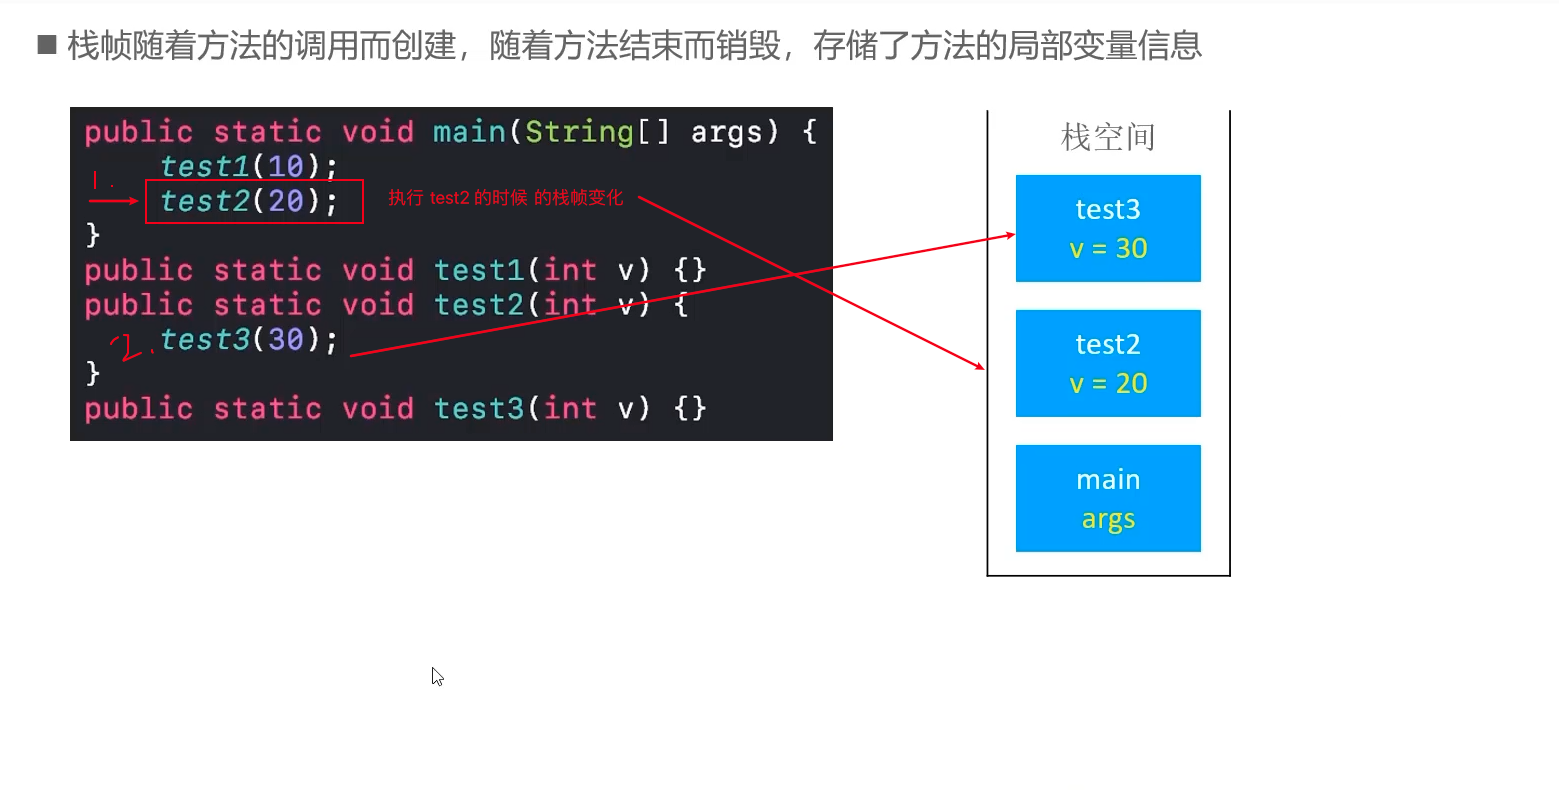 ■ 栈帧随着方法的调用而创建，随着方法结束而销毁，存储了方法的局部变量信息
public static void main(String[] args) {
test1(10);
1. test2(20); 执行 test2 的时候 的栈帧变化
}
public static void test1(int v) {}
public static void test2(int v) {
2. test3(30);
}
public static void test3(int v) {}
栈空间
test3
v = 30
test2
v = 20
main
args